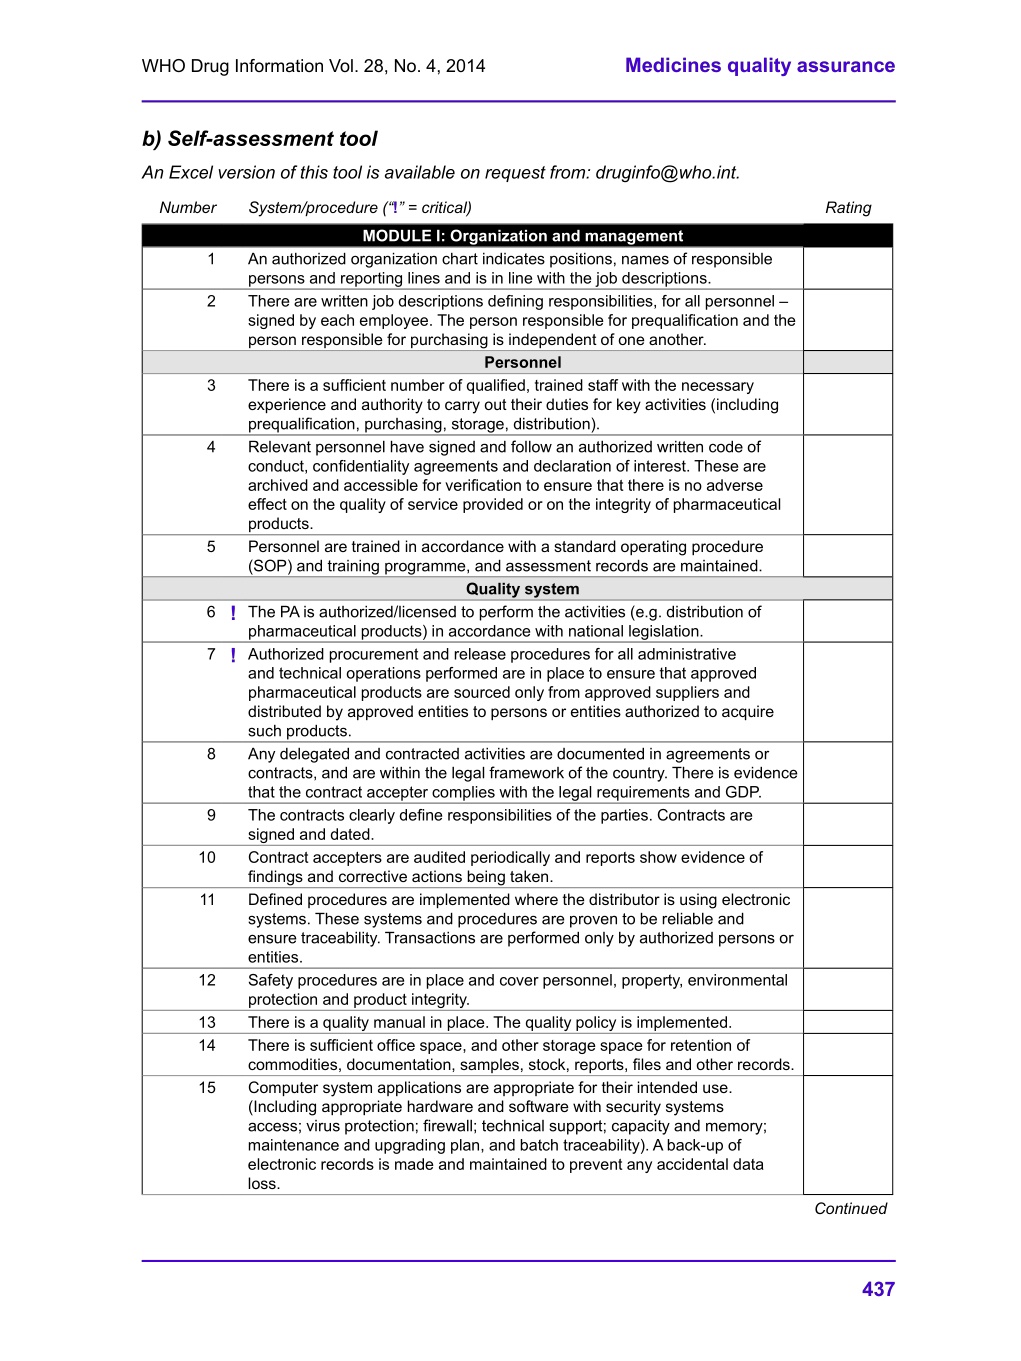 WHO Drug Information Vol. 28, No. 4, 2014 Medicines quality assurance
b) Self-assessment tool
An Excel version of this tool is available on request from: druginfo@who.int.
Number System/procedure ("!" = critical) Rating
MODULE I: Organization and management
1 An authorized organization chart indicates positions, names of responsible
persons and reporting lines and is in line with the job descriptions.
2 There are written job descriptions defining responsibilities, for all personnel –
signed by each employee. The person responsible for prequalification and the
person responsible for purchasing is independent of one another.
Personnel
3 There is a sufficient number of qualified, trained staff with the necessary
experience and authority to carry out their duties for key activities (including
prequalification, purchasing, storage, distribution).
4 Relevant personnel have signed and follow an authorized written code of
conduct, confidentiality agreements and declaration of interest. These are
archived and accessible for verification to ensure that there is no adverse
effect on the quality of service provided or on the integrity of pharmaceutical
products.
5 Personnel are trained in accordance with a standard operating procedure
(SOP) and training programme, and assessment records are maintained.
Quality system
6 ! The PA is authorized/licensed to perform the activities (e.g. distribution of
pharmaceutical products) in accordance with national legislation.
7 ! Authorized procurement and release procedures for all administrative
and technical operations performed are in place to ensure that approved
pharmaceutical products are sourced only from approved suppliers and
distributed by approved entities to persons or entities authorized to acquire
such products.
8 Any delegated and contracted activities are documented in agreements or
contracts, and are within the legal framework of the country. There is evidence
that the contract accepter complies with the legal requirements and GDP.
9 The contracts clearly define responsibilities of the parties. Contracts are
signed and dated.
10 Contract accepters are audited periodically and reports show evidence of
findings and corrective actions being taken.
11 Defined procedures are implemented where the distributor is using electronic
systems. These systems and procedures are proven to be reliable and
ensure traceability. Transactions are performed only by authorized persons or
entities.
12 Safety procedures are in place and cover personnel, property, environmental
protection and product integrity.
13 There is a quality manual in place. The quality policy is implemented.
14 There is sufficient office space, and other storage space for retention of
commodities, documentation, samples, stock, reports, files and other records.
15 Computer system applications are appropriate for their intended use.
(Including appropriate hardware and software with security systems
access; virus protection; firewall; technical support; capacity and memory;
maintenance and upgrading plan, and batch traceability). A back-up of
electronic records is made and maintained to prevent any accidental data
loss.
Continued
437